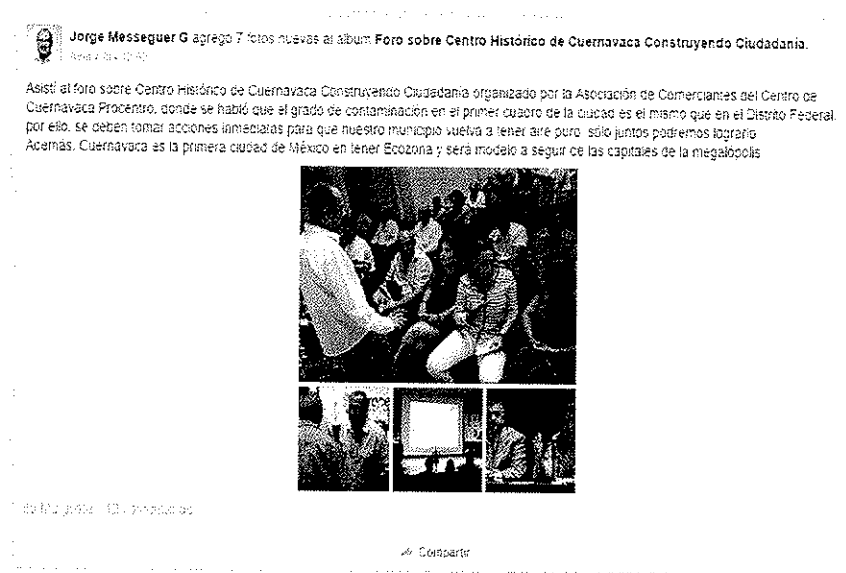 Jorge Messeguer G agregó 7 fotos nuevas al álbum Foro sobre Centro Histórico de Cuernavaca Construyendo Ciudadanía.
Asistí al foro sobre Centro Histórico de Cuernavaca Construyendo Ciudadanía organizado por la Asociación de Comerciantes del Centro de
Cuernavaca Procentro, donde se habló que el grado de contaminación en el primer cuadro de la ciudad es el mismo que en el Distrito Federal,
por ello, se deben tomar acciones inmediatas para que nuestro municipio vuelva a tener aire puro, sólo juntos podremos lograrlo
Además, Cuernavaca es la primera ciudad de México en tener Ecozona y será modelo a seguir de las capitales de la megalópolis
Compartir